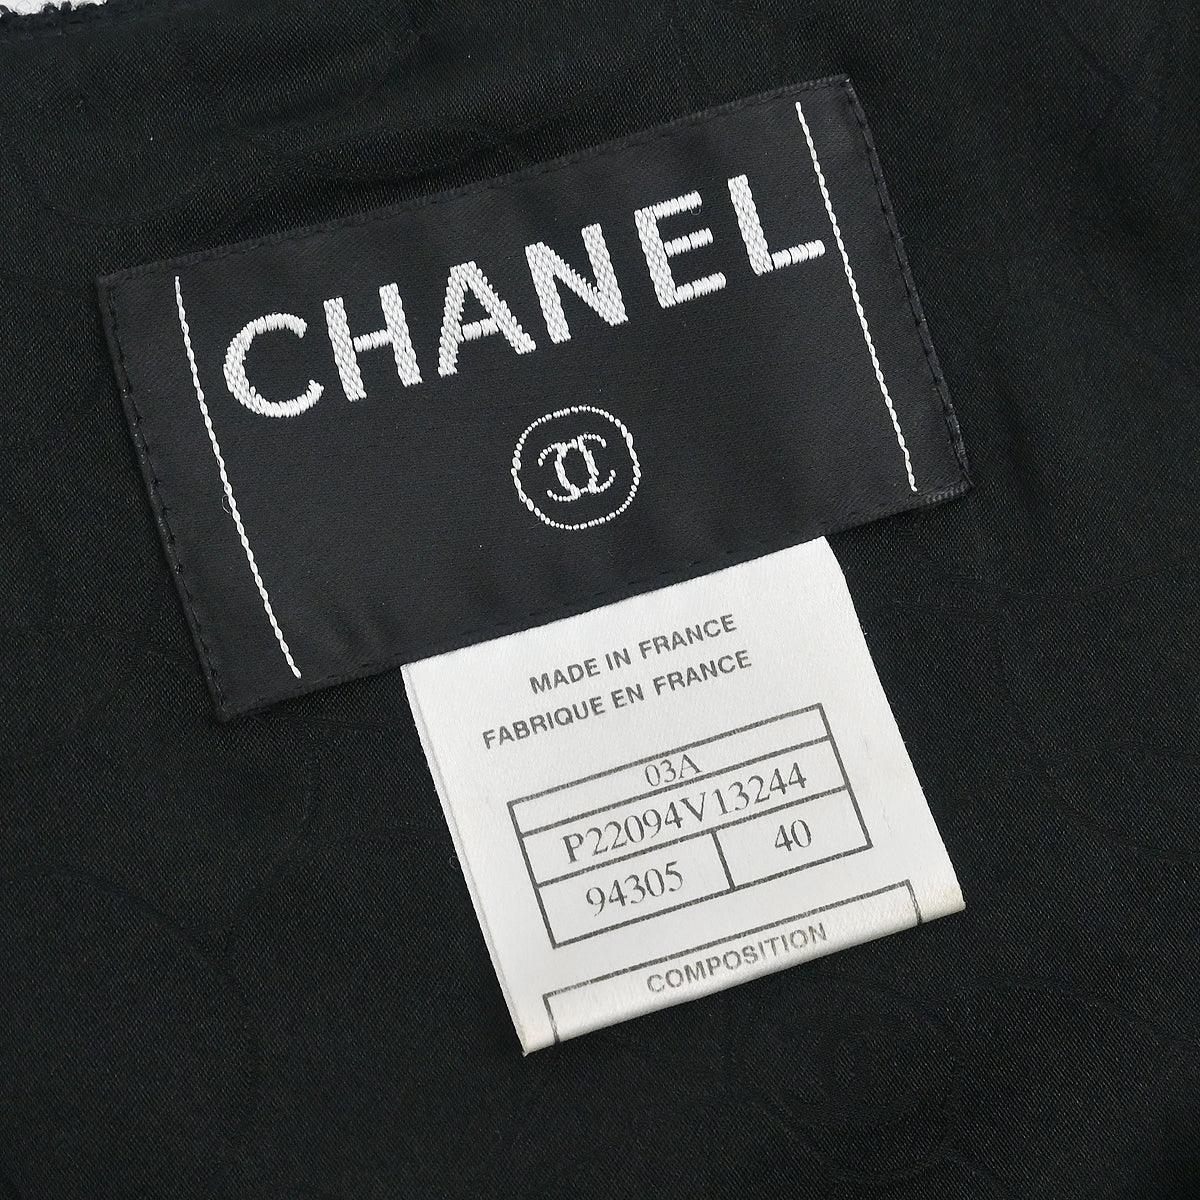 CHANEL
MADE IN FRANCE
FABRIQUE EN FRANCE
03A
P22094V13244
94305 40
COMPOSITION